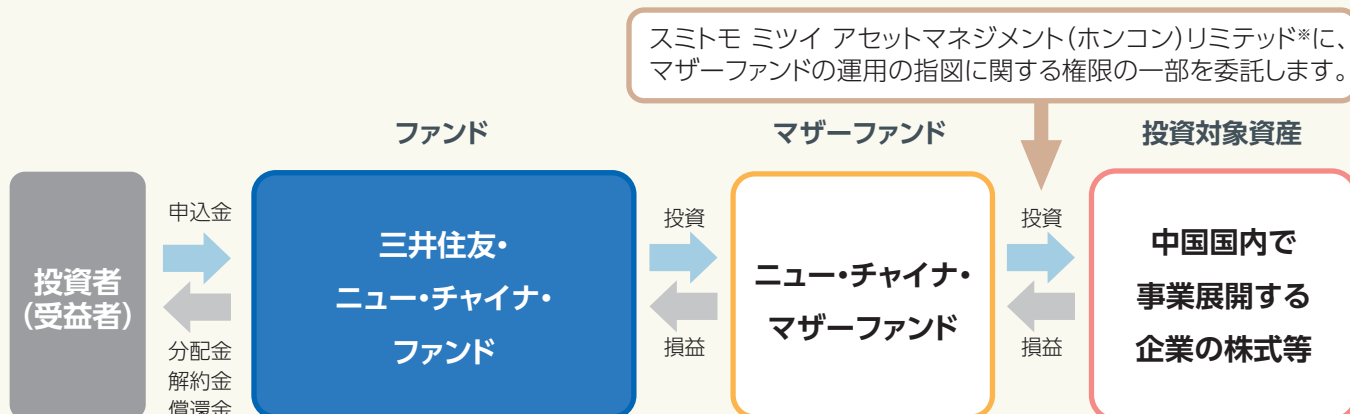 スミトモ ミツイ アセットマネジメント(ホンコン)リミテッド※に、
マザーファンドの運用の指図に関する権限の一部を委託します。
ファンド
マザーファンド
投資対象資産
投資者
(受益者)
申込金
分配金
解約金
償還金
三井住友・
ニュー・チャイナ・
ファンド
投資
損益
ニュー・チャイナ・
マザーファンド
投資
損益
中国国内で
事業展開する
企業の株式等